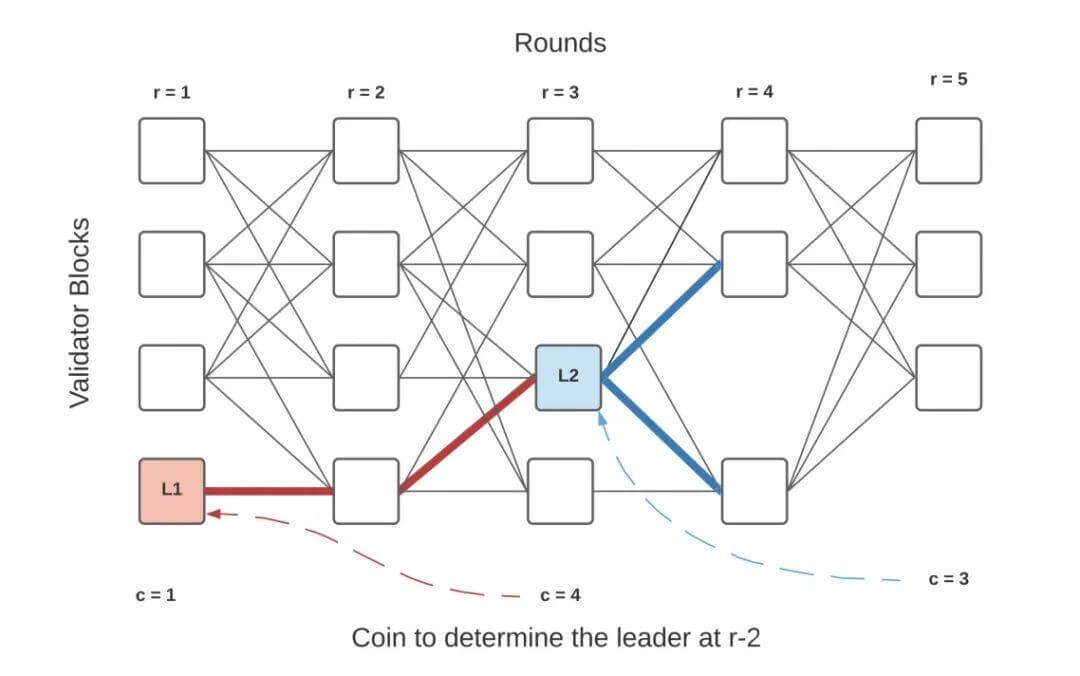 Rounds
r = 1
r = 2
r = 3
r = 4
r = 5
Validator Blocks
L2
L1
c = 1
c = 4
c = 3
Coin to determine the leader at r-2